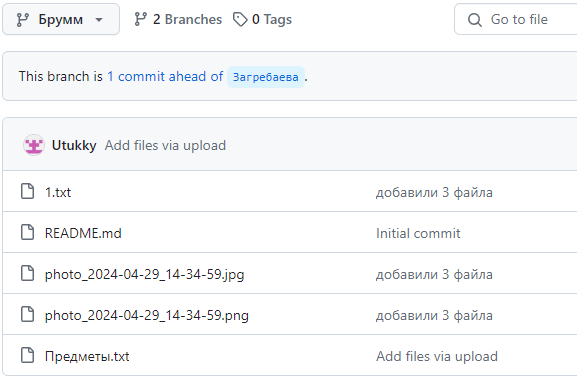 Брумм 2 Branches 0 Tags Go to file
This branch is 1 commit ahead of Загребаева.
Utukky Add files via upload
1.txt добавили 3 файла
README.md Initial commit
photo_2024-04-29_14-34-59.jpg добавили 3 файла
photo_2024-04-29_14-34-59.png добавили 3 файла
Предметы.txt Add files via upload